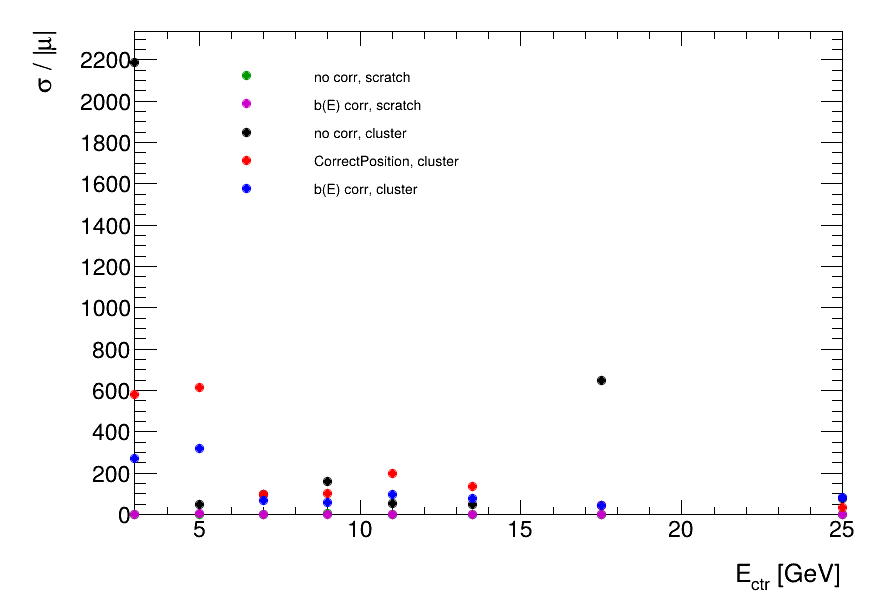 σ / |μ|
2200
2000
1800
1600
1400
1200
1000
800
600
400
200
0
no corr, scratch
b(E) corr, scratch
no corr, cluster
CorrectPosition, cluster
b(E) corr, cluster
5 10 15 20 25
E_ctr [GeV]